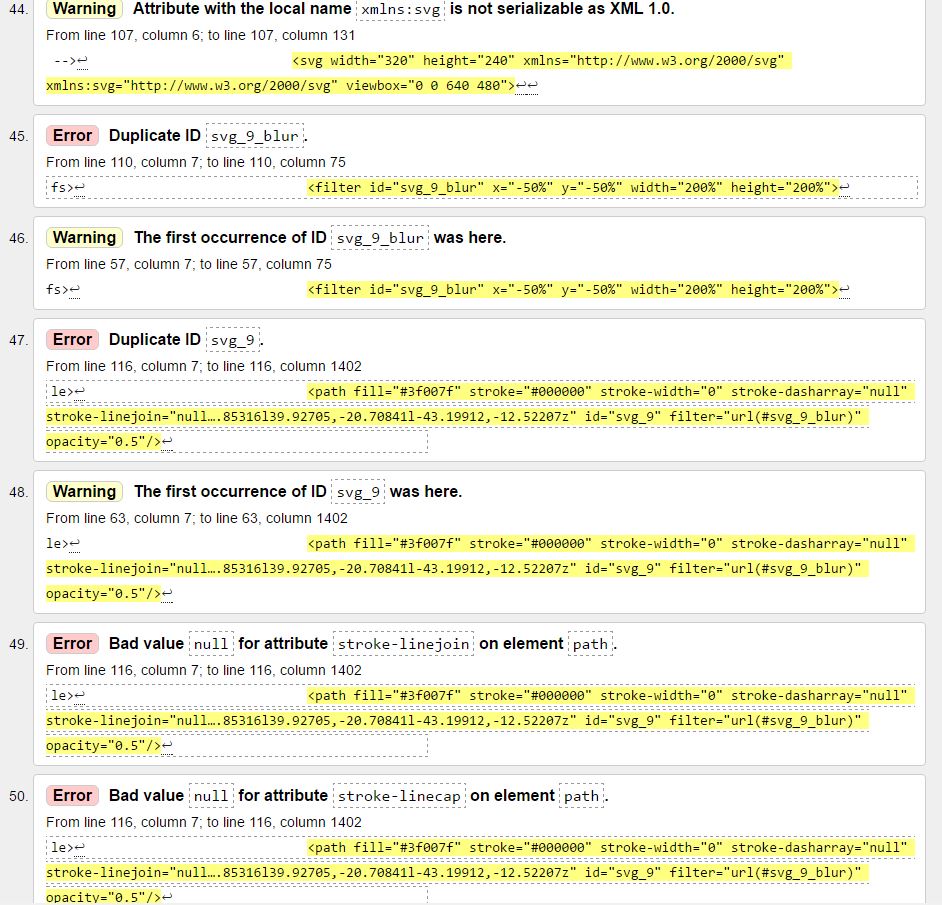 44. Warning Attribute with the local name xmlns:svg is not serializable as XML 1.0.
From line 107, column 6; to line 107, column 131
-->↩ <svg width="320" height="240" xmlns="http://www.w3.org/2000/svg"
xmlns:svg="http://www.w3.org/2000/svg" viewbox="0 0 640 480">↩↩
45. Error Duplicate ID svg_9_blur.
From line 110, column 7; to line 110, column 75
fs>↩ <filter id="svg_9_blur" x="-50%" y="-50%" width="200%" height="200%">↩
46. Warning The first occurrence of ID svg_9_blur was here.
From line 57, column 7; to line 57, column 75
fs>↩ <filter id="svg_9_blur" x="-50%" y="-50%" width="200%" height="200%">↩
47. Error Duplicate ID svg_9.
From line 116, column 7; to line 116, column 1402
le>↩ <path fill="#3f007f" stroke="#000000" stroke-width="0" stroke-dasharray="null"
stroke-linejoin="null….85316l39.92705,-20.70841l-43.19912,-12.52207z" id="svg_9" filter="url(#svg_9_blur)"
opacity="0.5"/>↩
48. Warning The first occurrence of ID svg_9 was here.
From line 63, column 7; to line 63, column 1402
le>↩ <path fill="#3f007f" stroke="#000000" stroke-width="0" stroke-dasharray="null"
stroke-linejoin="null….85316l39.92705,-20.70841l-43.19912,-12.52207z" id="svg_9" filter="url(#svg_9_blur)"
opacity="0.5"/>↩
49. Error Bad value null for attribute stroke-linejoin on element path.
From line 116, column 7; to line 116, column 1402
le>↩ <path fill="#3f007f" stroke="#000000" stroke-width="0" stroke-dasharray="null"
stroke-linejoin="null….85316l39.92705,-20.70841l-43.19912,-12.52207z" id="svg_9" filter="url(#svg_9_blur)"
opacity="0.5"/>↩
50. Error Bad value null for attribute stroke-linecap on element path.
From line 116, column 7; to line 116, column 1402
le>↩ <path fill="#3f007f" stroke="#000000" stroke-width="0" stroke-dasharray="null"
stroke-linejoin="null….85316l39.92705,-20.70841l-43.19912,-12.52207z" id="svg_9" filter="url(#svg_9_blur)"
opacity="0.5"/>↩